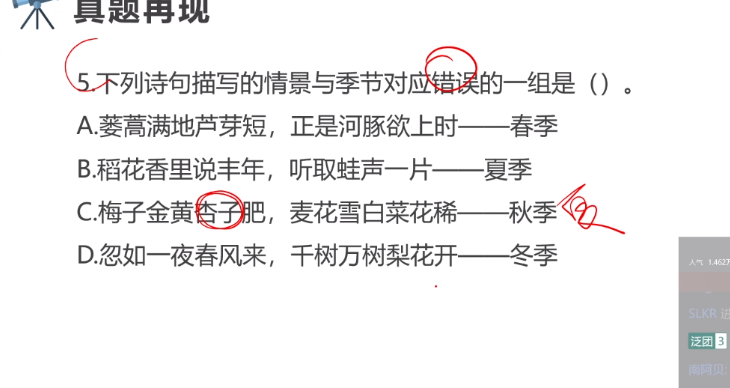 真题再现
5.下列诗句描写的情景与季节对应错误的一组是（）。
A.蒌蒿满地芦芽短，正是河豚欲上时——春季
B.稻花香里说丰年，听取蛙声一片——夏季
C.梅子金黄杏子肥，麦花雪白菜花稀——秋季
夏
D.忽如一夜春风来，千树万树梨花开——冬季
人气 1.462万
SLKR
泛团 3
南阿贝: